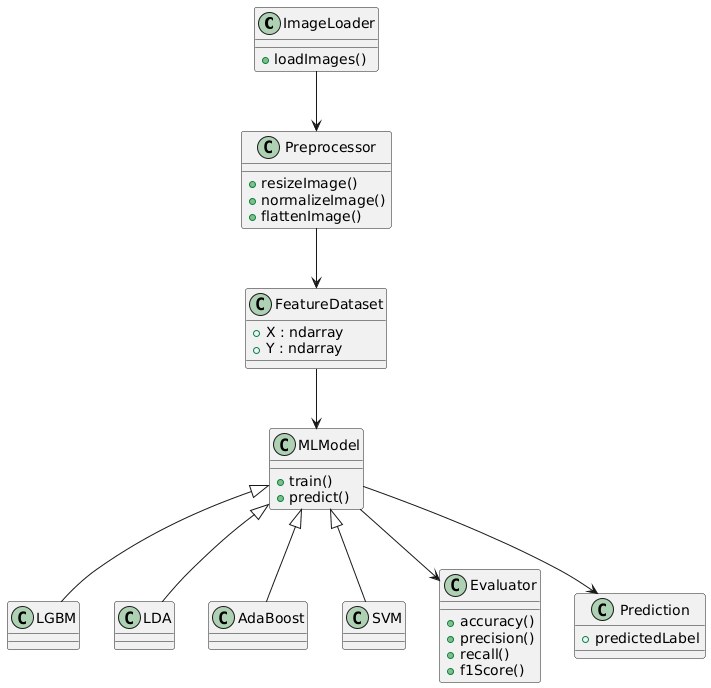 C ImageLoader
loadImages()
C Preprocessor
resizeImage()
normalizeImage()
flattenImage()
C FeatureDataset
X : ndarray
Y : ndarray
C MLModel
train()
predict()
C LGBM
C LDA
C AdaBoost
C SVM
C Evaluator
accuracy()
precision()
recall()
f1Score()
C Prediction
predictedLabel